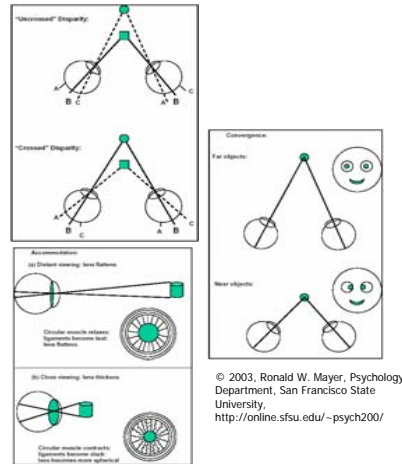 "Uncrossed" Disparity:
A B C A B C
"Crossed" Disparity:
A B C A B C
Accommodation:
(a) Distant viewing: lens flattens
Circular muscle relaxes:
ligaments become taut:
lens flattens.
(b) Close viewing: lens thickens
Circular muscle contracts:
ligaments become slack:
lens becomes more spherical
Convergence:
Far objects:
Near objects:
© 2003, Ronald W. Mayer, Psychology
Department, San Francisco State
University,
http://online.sfsu.edu/~psych200/